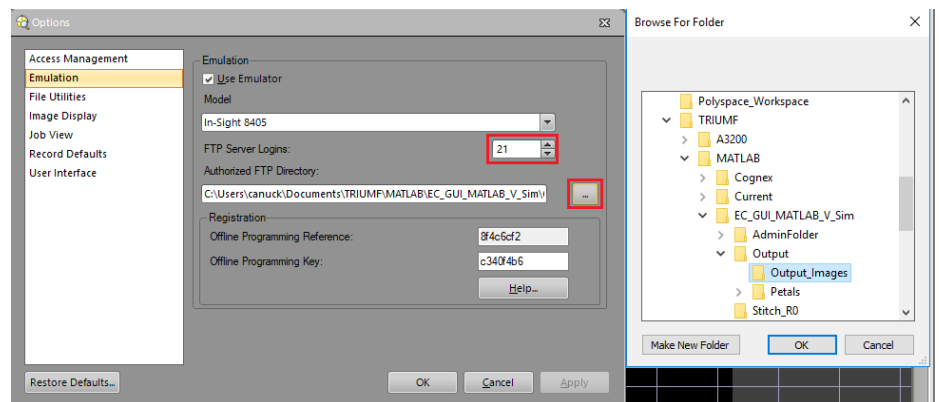 Options
Access Management
Emulation
File Utilities
Image Display
Job View
Record Defaults
User Interface
Emulation
Use Emulator
Model
In-Sight 8405
FTP Server Logins:
21
Authorized FTP Directory:
C:\Users\canuck\Documents\TRIUMF\MATLAB\EC_GUI_MATLAB_V_Sim\
...
Registration
Offline Programming Reference:
8f4c6cf2
Offline Programming Key:
c340f4b6
Help...
Restore Defaults...
OK
Cancel
Apply
Browse For Folder
Polyspace_Workspace
TRIUMF
A3200
MATLAB
Cognex
Current
EC_GUI_MATLAB_V_Sim
AdminFolder
Output
Output_Images
Petals
Stitch_R0
Make New Folder
OK
Cancel